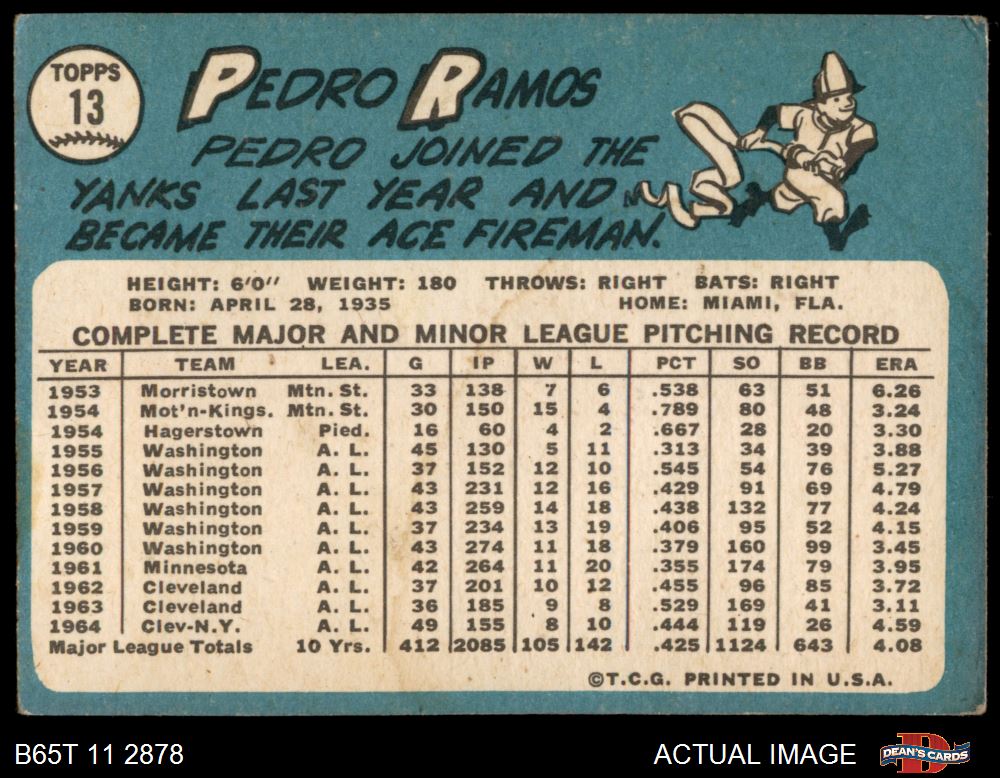 TOPPS
13
PEDRO RAMOS
PEDRO JOINED THE
YANKS LAST YEAR AND
BECAME THEIR ACE FIREMAN.
HEIGHT: 6'0" WEIGHT: 180 THROWS: RIGHT BATS: RIGHT
BORN: APRIL 28, 1935 HOME: MIAMI, FLA.
COMPLETE MAJOR AND MINOR LEAGUE PITCHING RECORD
YEAR TEAM LEA. G IP W L PCT SO BB ERA
1953 Morristown Mtn. St. 33 138 7 6 .538 63 51 6.26
1954 Mot'n-Kings. Mtn. St. 30 150 15 4 .789 80 48 3.24
1954 Hagerstown Pied. 16 60 4 2 .667 28 20 3.30
1955 Washington A. L. 45 130 5 11 .313 34 39 3.88
1956 Washington A. L. 37 152 12 10 .545 54 76 5.27
1957 Washington A. L. 43 231 12 16 .429 91 69 4.79
1958 Washington A. L. 43 259 14 18 .438 132 77 4.24
1959 Washington A. L. 37 234 13 19 .406 95 52 4.15
1960 Washington A. L. 43 274 11 18 .379 160 99 3.45
1961 Minnesota A. L. 42 264 11 20 .355 174 79 3.95
1962 Cleveland A. L. 37 201 10 12 .455 96 85 3.72
1963 Cleveland A. L. 36 185 9 8 .529 169 41 3.11
1964 Clev-N.Y. A. L. 49 155 8 10 .444 119 26 4.59
Major League Totals 10 Yrs. 412 2085 105 142 .425 1124 643 4.08
©T.C.G. PRINTED IN U.S.A.
B65T 11 2878 ACTUAL IMAGE
DEAN'S CARDS